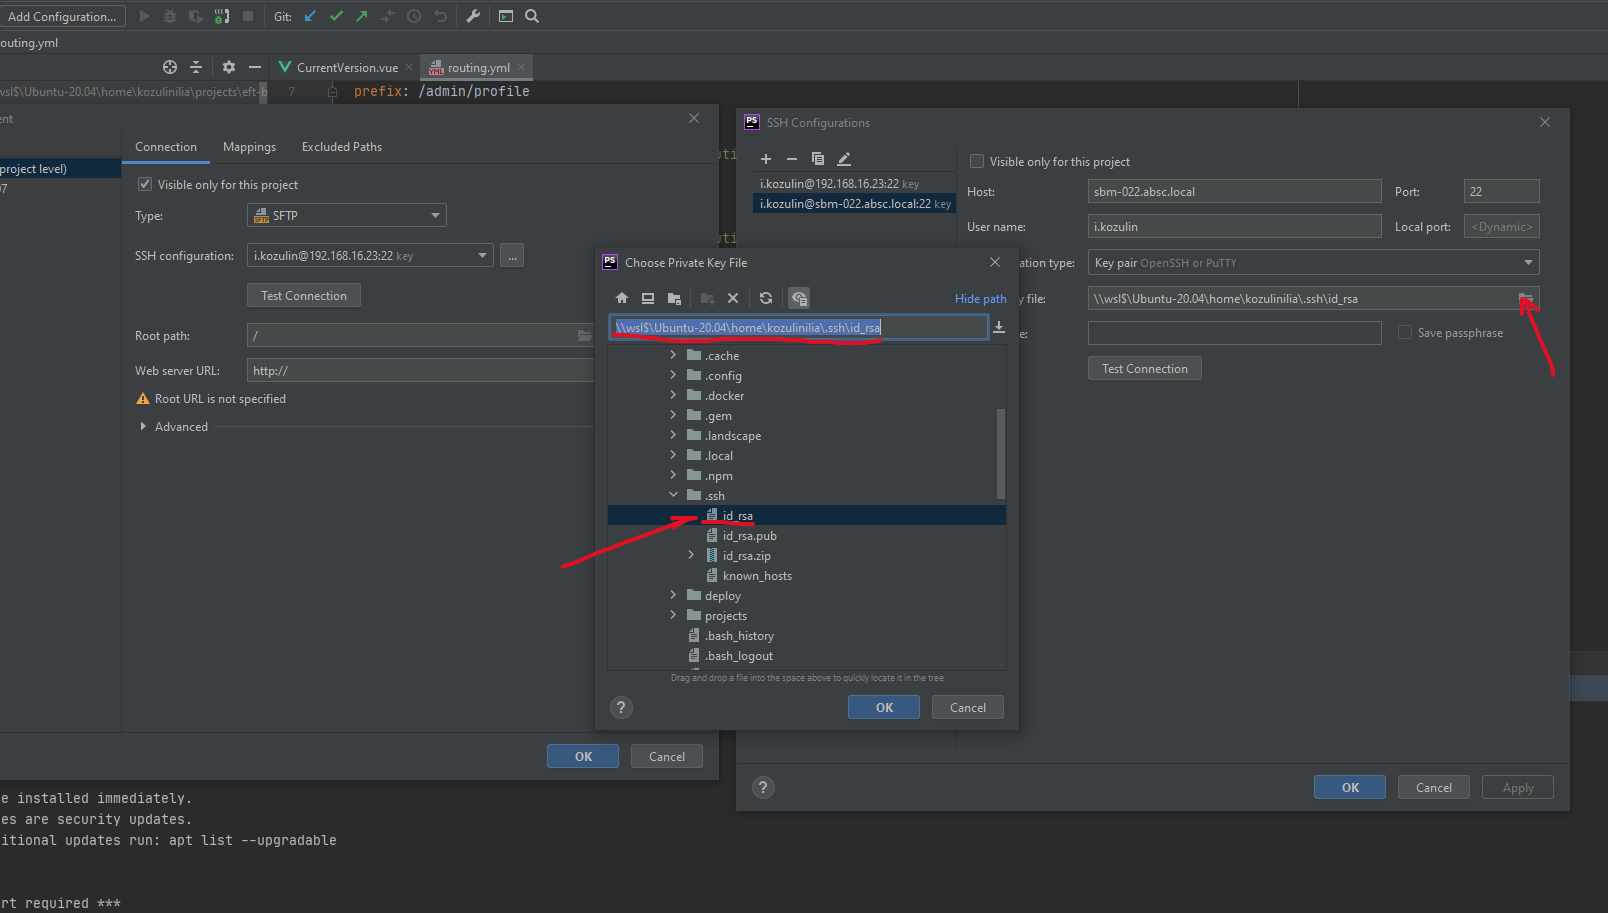 Add Configuration...
Git:
outing.yml
CurrentVersion.vue
routing.yml
wsl$\Ubuntu-20.04\home\kozulinilia\projects\eft-b
7
prefix: /admin/profile
ent
Connection
Mappings
Excluded Paths
project level)
07
Visible only for this project
Type:
SFTP
SSH configuration:
i.kozulin@192.168.16.23:22 key
...
Test Connection
Root path:
/
Web server URL:
http://
Root URL is not specified
Advanced
OK
Cancel
uti
uti
SSH Configurations
i.kozulin@192.168.16.23:22 key
i.kozulin@sbm-022.absc.local:22 key
Visible only for this project
Host:
sbm-022.absc.local
Port:
22
User name:
i.kozulin
Local port:
<Dynamic>
ation type:
Key pair OpenSSH or PuTTY
y file:
\\wsl$\Ubuntu-20.04\home\kozulinilia\.ssh\id_rsa
e:
Save passphrase
Test Connection
?
OK
Cancel
Apply
Choose Private Key File
Hide path
\\wsl$\Ubuntu-20.04\home\kozulinilia\.ssh\id_rsa
.cache
.config
.docker
.gem
.landscape
.local
.npm
.ssh
id_rsa
id_rsa.pub
id_rsa.zip
known_hosts
deploy
projects
.bash_history
.bash_logout
Drag and drop a file into the space above to quickly locate it in the tree
?
OK
Cancel
e installed immediately.
es are security updates.
itional updates run: apt list --upgradable
rt required ***